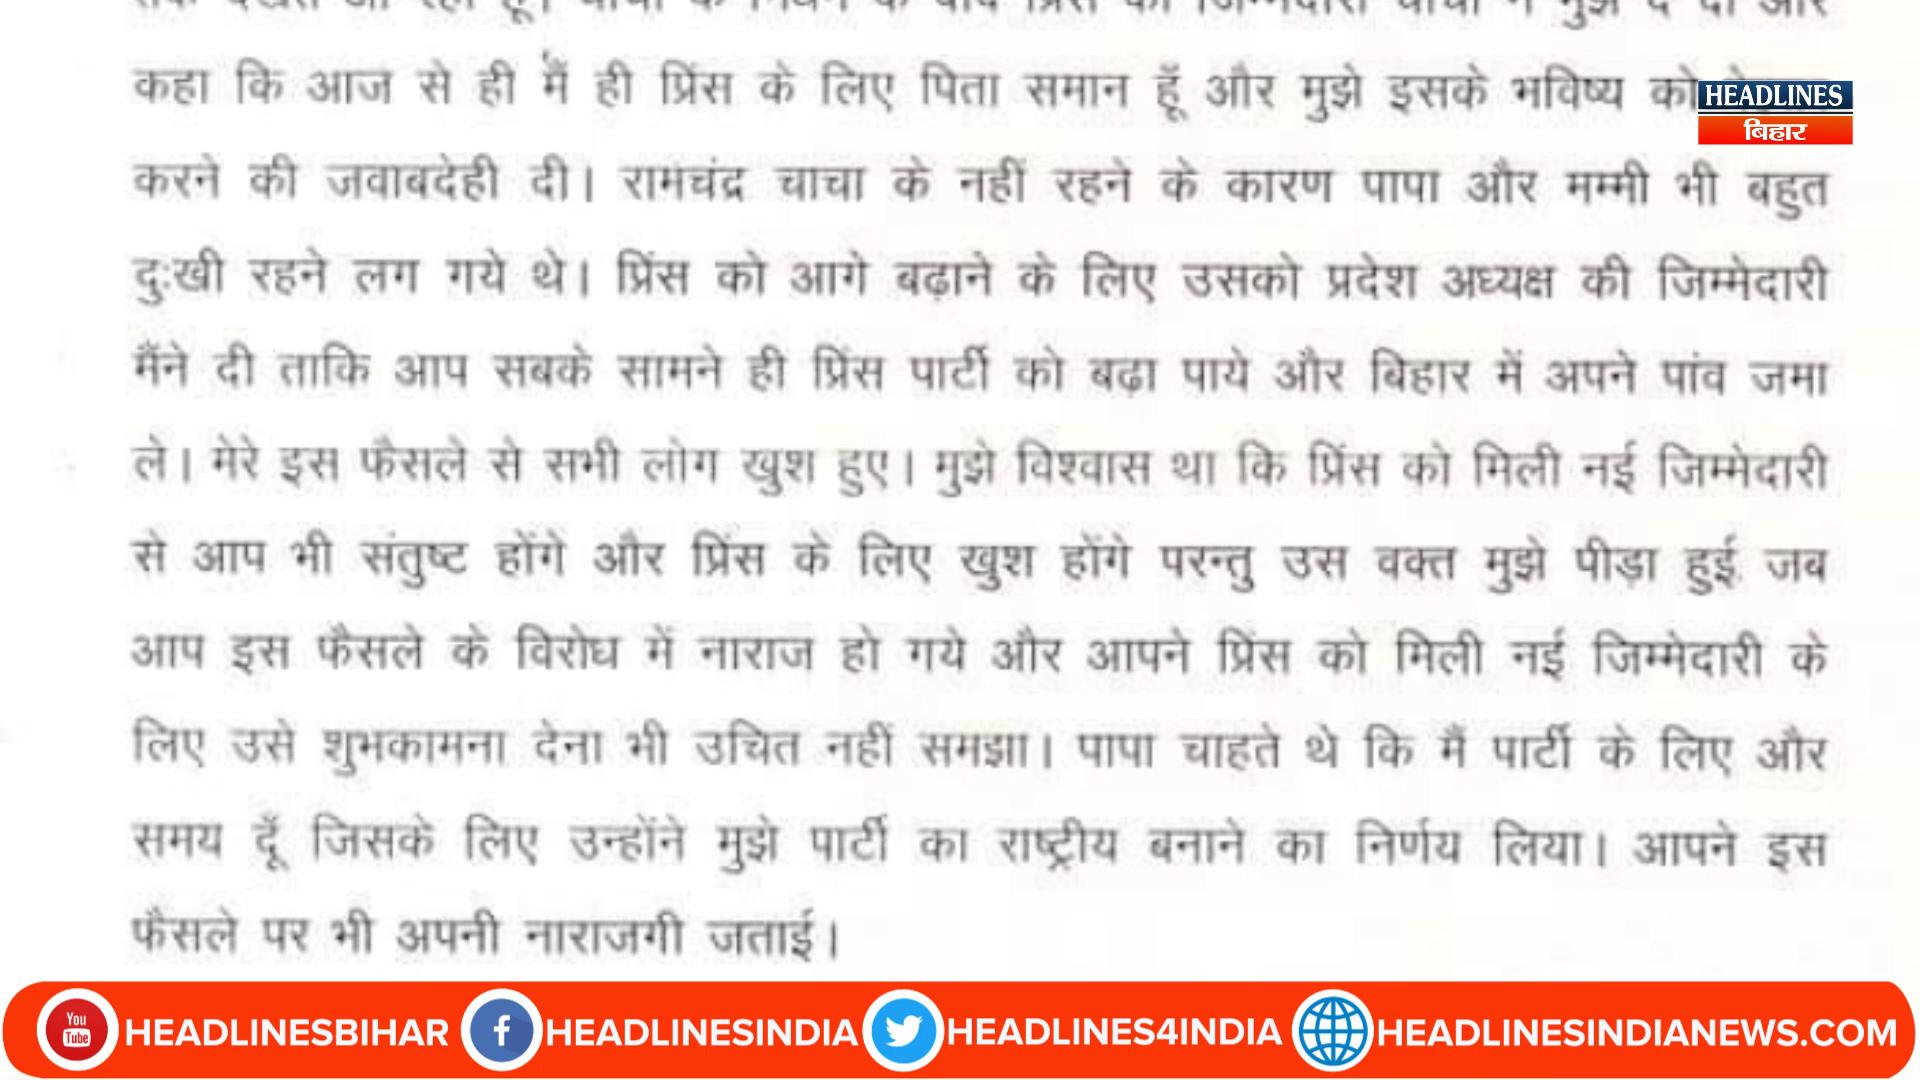 कहा कि आज से ही मैं ही प्रिंस के लिए पिता समान हूँ और मुझे इसके भविष्य को
HEADLINES
बिहार
करने की जवाबदेही दी। रामचंद्र चाचा के नहीं रहने के कारण पापा और मम्मी भी बहुत
दुःखी रहने लग गये थे। प्रिंस को आगे बढ़ाने के लिए उसको प्रदेश अध्यक्ष की जिम्मेदारी
मैंने दी ताकि आप सबके सामने ही प्रिंस पार्टी को बढ़ा पाये और बिहार में अपने पांव जमा
ले। मेरे इस फैसले से सभी लोग खुश हुए। मुझे विश्वास था कि प्रिंस को मिली नई जिम्मेदारी
से आप भी संतुष्ट होंगे और प्रिंस के लिए खुश होंगे परन्तु उस वक्त मुझे पीड़ा हुई जब
आप इस फैसले के विरोध में नाराज हो गये और आपने प्रिंस को मिली नई जिम्मेदारी के
लिए उसे शुभकामना देना भी उचित नहीं समझा। पापा चाहते थे कि मैं पार्टी के लिए और
समय दूँ जिसके लिए उन्होंने मुझे पार्टी का राष्ट्रीय बनाने का निर्णय लिया। आपने इस
फैसले पर भी अपनी नाराजगी जताई।
You Tube HEADLINESBIHAR f HEADLINESINDIA HEADLINES4INDIA HEADLINESINDIANEWS.COM